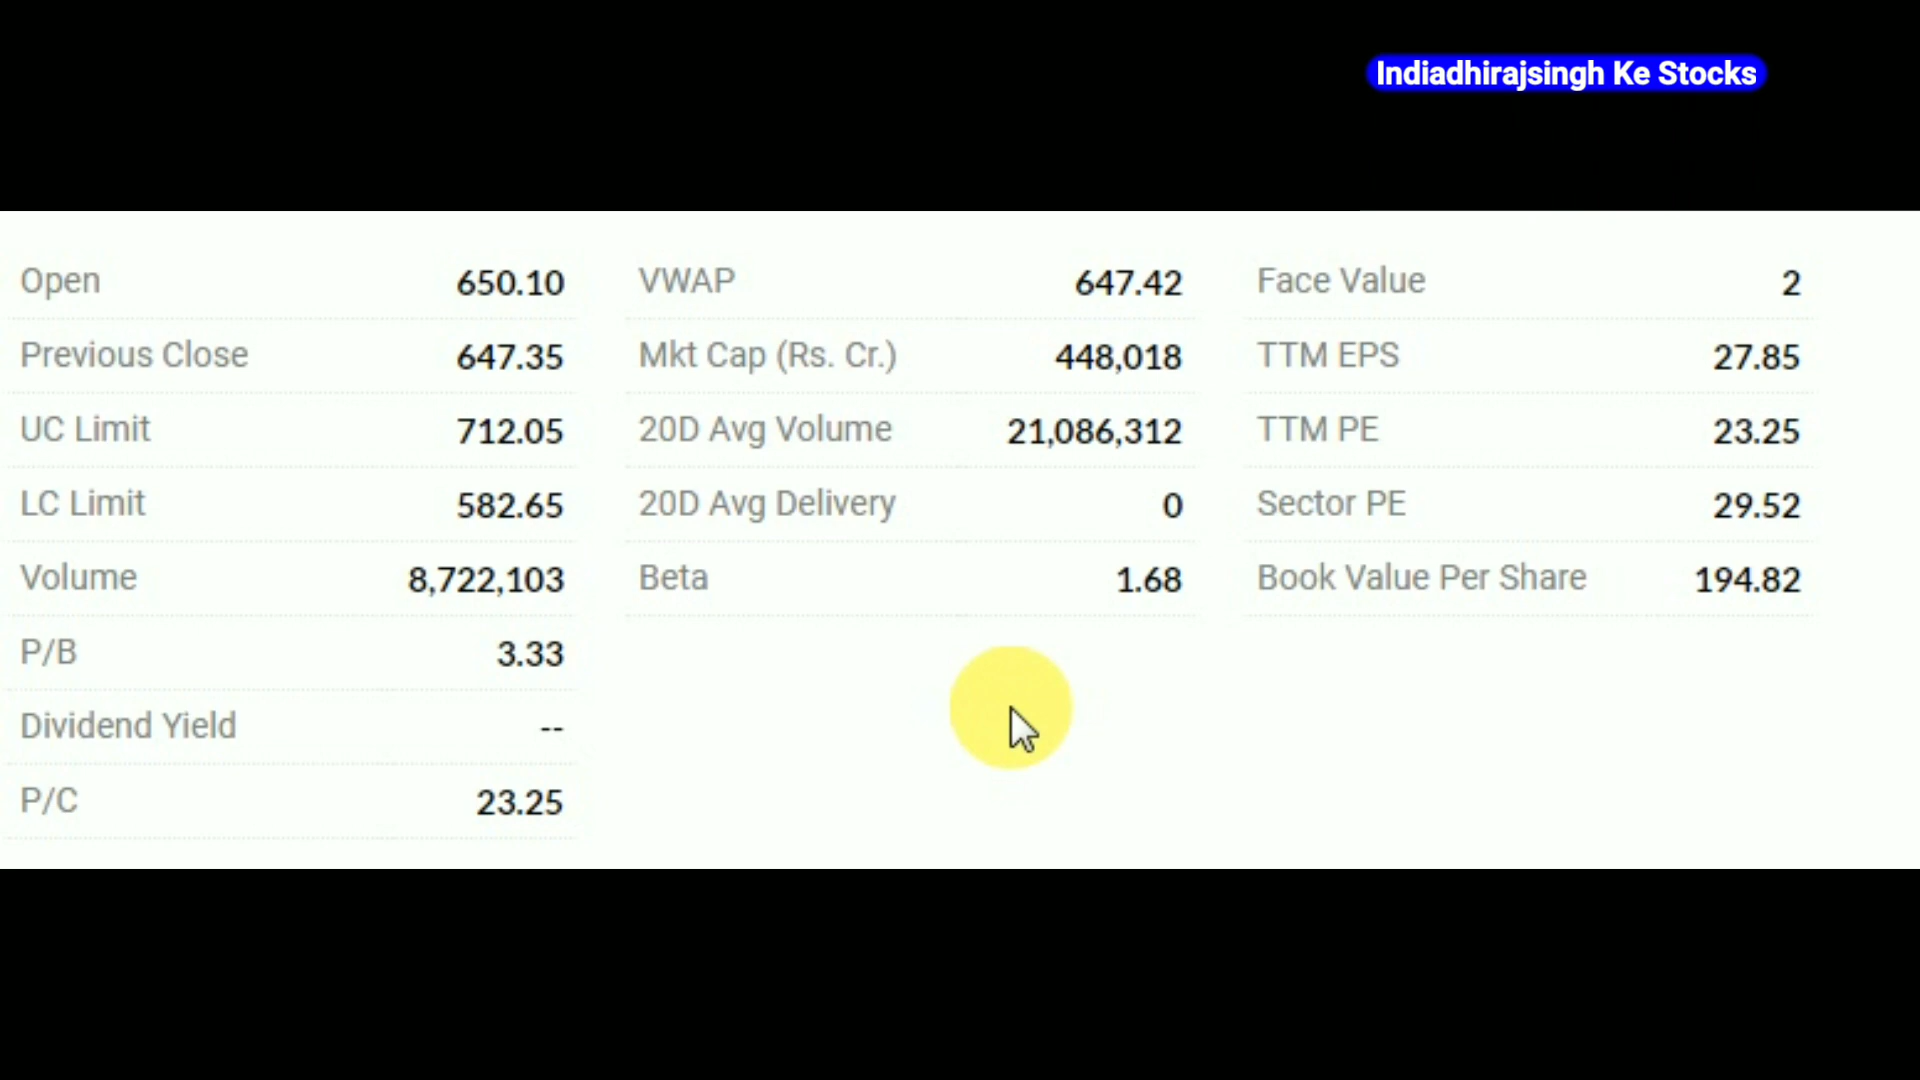 Indiadhirajsingh Ke Stocks
Open 650.10
Previous Close 647.35
UC Limit 712.05
LC Limit 582.65
Volume 8,722,103
P/B 3.33
Dividend Yield --
P/C 23.25
VWAP 647.42
Mkt Cap (Rs. Cr.) 448,018
20D Avg Volume 21,086,312
20D Avg Delivery 0
Beta 1.68
Face Value 2
TTM EPS 27.85
TTM PE 23.25
Sector PE 29.52
Book Value Per Share 194.82